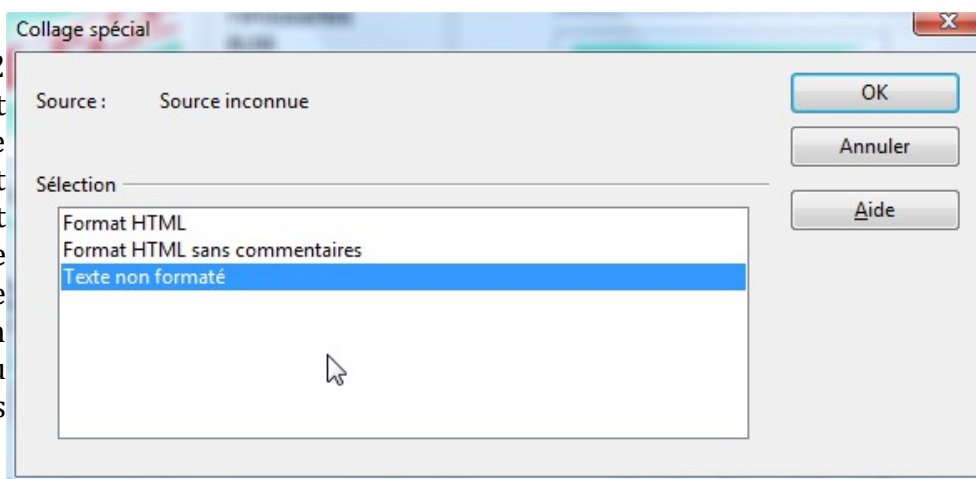 Collage spécial
Source : Source inconnue
OK
Annuler
Aide
Sélection
Format HTML
Format HTML sans commentaires
Texte non formaté